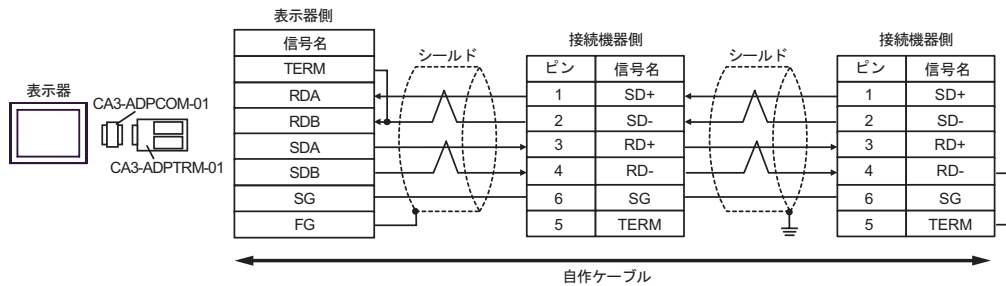 表示器側
信号名
TERM
RDA
RDB
SDA
SDB
SG
FG
表示器
CA3-ADPCOM-01
CA3-ADPTRM-01
シールド
接続機器側
ピン 信号名
1 SD+
2 SD-
3 RD+
4 RD-
6 SG
5 TERM
シールド
接続機器側
ピン 信号名
1 SD+
2 SD-
3 RD+
4 RD-
6 SG
5 TERM
自作ケーブル